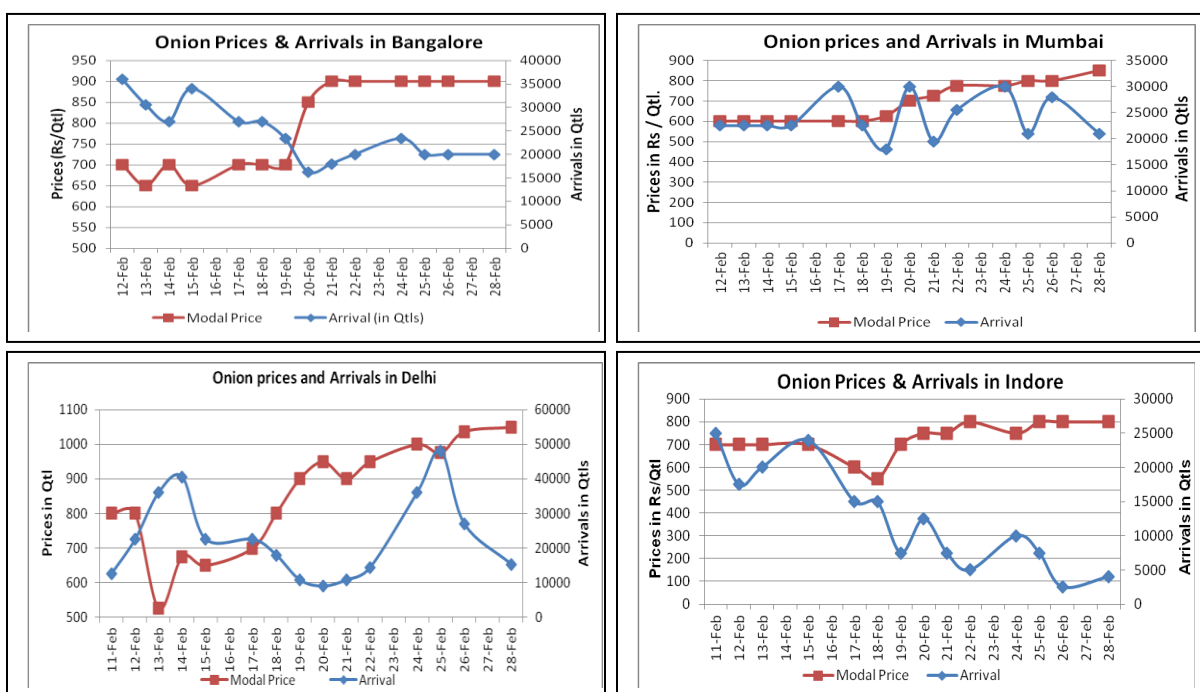 Onion Prices & Arrivals in Bangalore
Prices (Rs/Qtl)
950
900
850
800
750
700
650
600
550
500
40000
35000
30000
25000
20000
15000
10000
5000
0
Arrivals in Qtls
12-Feb
13-Feb
14-Feb
15-Feb
16-Feb
17-Feb
18-Feb
19-Feb
20-Feb
21-Feb
22-Feb
23-Feb
24-Feb
25-Feb
26-Feb
27-Feb
28-Feb
Modal Price
Arrival (in Qtls)
Onion prices and Arrivals in Mumbai
Prices in Rs / Qtl.
900
800
700
600
500
400
300
200
100
0
35000
30000
25000
20000
15000
10000
5000
0
Arrivals in Qtls
12-Feb
13-Feb
14-Feb
15-Feb
16-Feb
17-Feb
18-Feb
19-Feb
20-Feb
21-Feb
22-Feb
23-Feb
24-Feb
25-Feb
26-Feb
27-Feb
28-Feb
Modal Price
Arrival
Onion prices and Arrivals in Delhi
Prices in Qtl
1100
1000
900
800
700
600
500
60000
50000
40000
30000
20000
10000
0
Arrivals in Qtls
11-Feb
12-Feb
13-Feb
14-Feb
15-Feb
16-Feb
17-Feb
18-Feb
19-Feb
20-Feb
21-Feb
22-Feb
23-Feb
24-Feb
25-Feb
26-Feb
27-Feb
28-Feb
Modal Price
Arrival
Onion Prices & Arrivals in Indore
Prices in Rs/Qtl
900
800
700
600
500
400
300
200
100
0
30000
25000
20000
15000
10000
5000
0
Arrivals in Qtls
11-Feb
12-Feb
13-Feb
14-Feb
15-Feb
16-Feb
17-Feb
18-Feb
19-Feb
20-Feb
21-Feb
22-Feb
23-Feb
24-Feb
25-Feb
26-Feb
27-Feb
28-Feb
Modal Price
Arrival